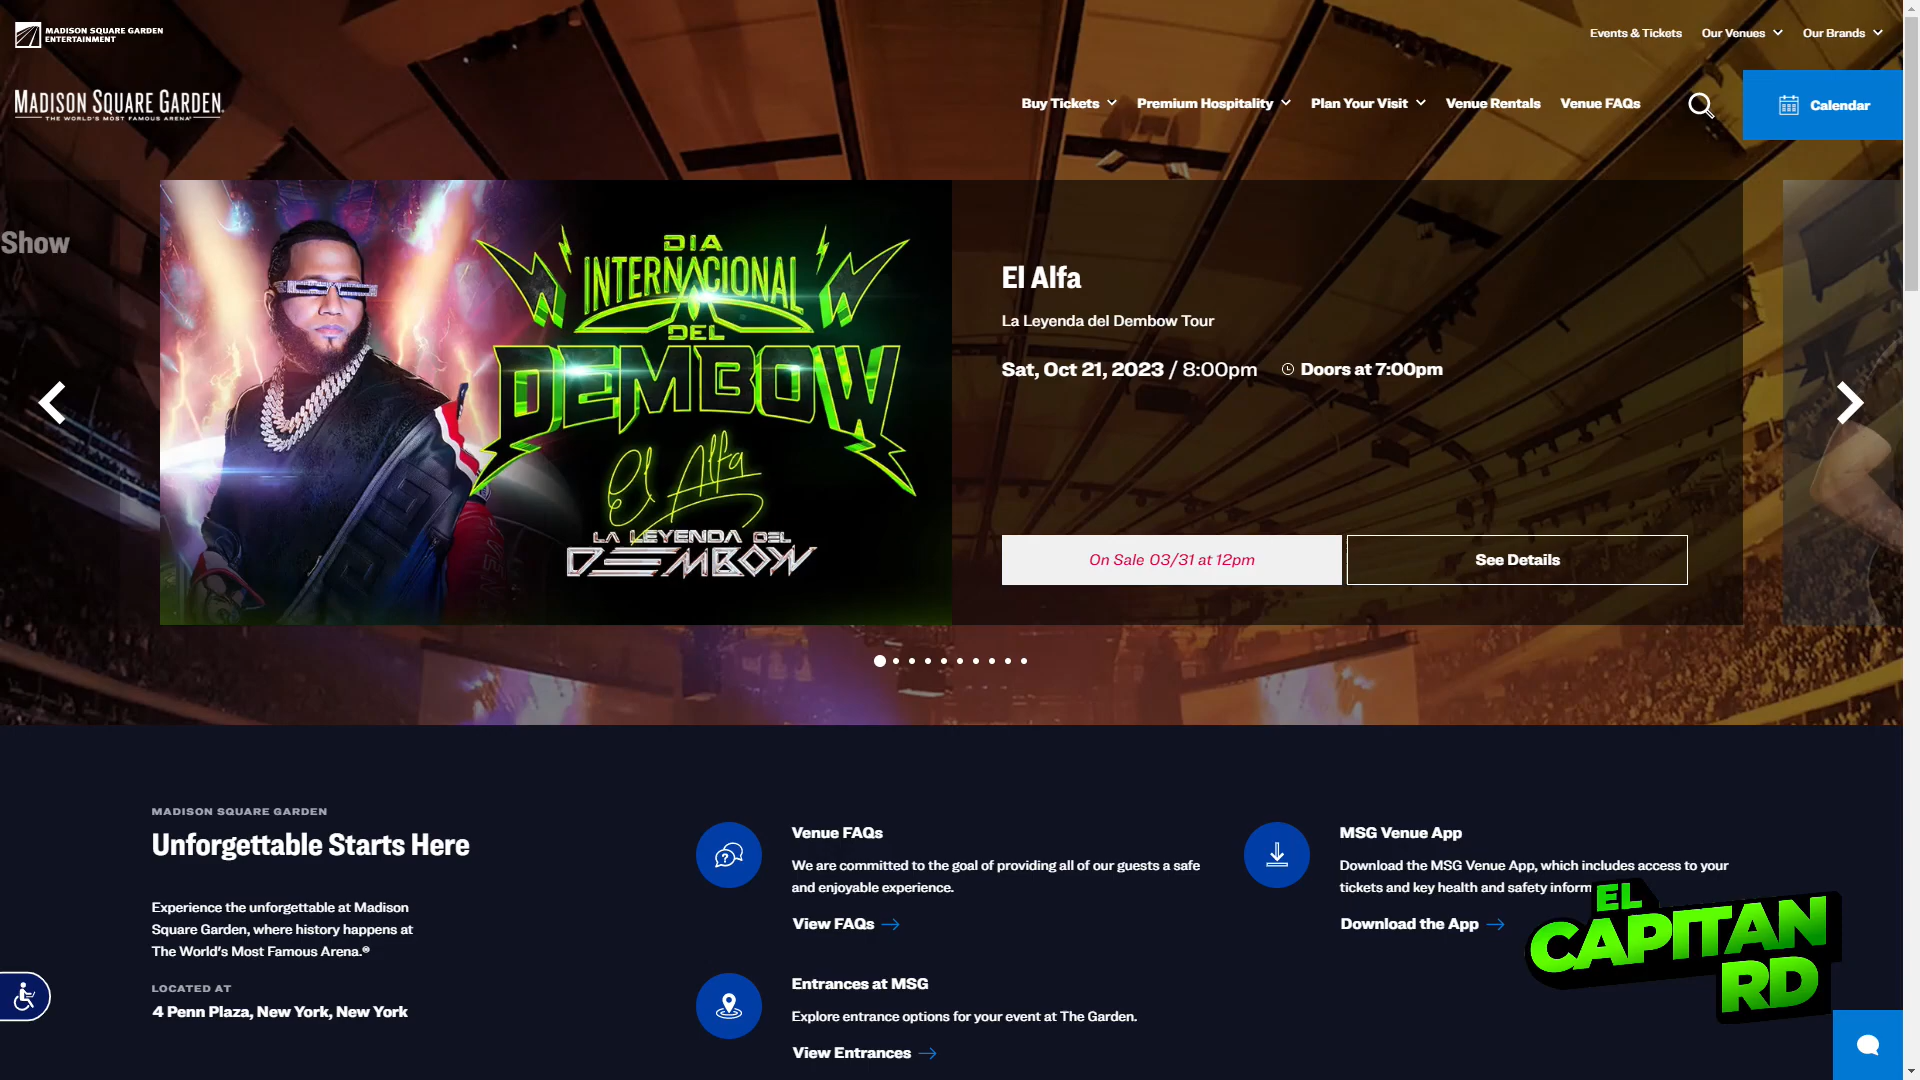 MADISON SQUARE GARDEN
ENTERTAINMENT
Events & Tickets
Our Venues
Our Brands
MADISON SQUARE GARDEN
THE WORLD'S MOST FAMOUS ARENA
Buy Tickets
Premium Hospitality
Plan Your Visit
Venue Rentals
Venue FAQs
Calendar
Show
DIA
INTERNACIONAL
DEL
DEMBOW
El Alfa
LA LEYENDA DEL
DEMBOW
El Alfa
La Leyenda del Dembow Tour
Sat, Oct 21, 2023 / 8:00pm
Doors at 7:00pm
On Sale 03/31 at 12pm
See Details
MADISON SQUARE GARDEN
Unforgettable Starts Here
Experience the unforgettable at Madison
Square Garden, where history happens at
The World's Most Famous Arena.®
LOCATED AT
4 Penn Plaza, New York, New York
Venue FAQs
We are committed to the goal of providing all of our guests a safe
and enjoyable experience.
View FAQs
Entrances at MSG
Explore entrance options for your event at The Garden.
View Entrances
MSG Venue App
Download the MSG Venue App, which includes access to your
tickets and key health and safety inform
Download the App
EL
CAPITAN
RD